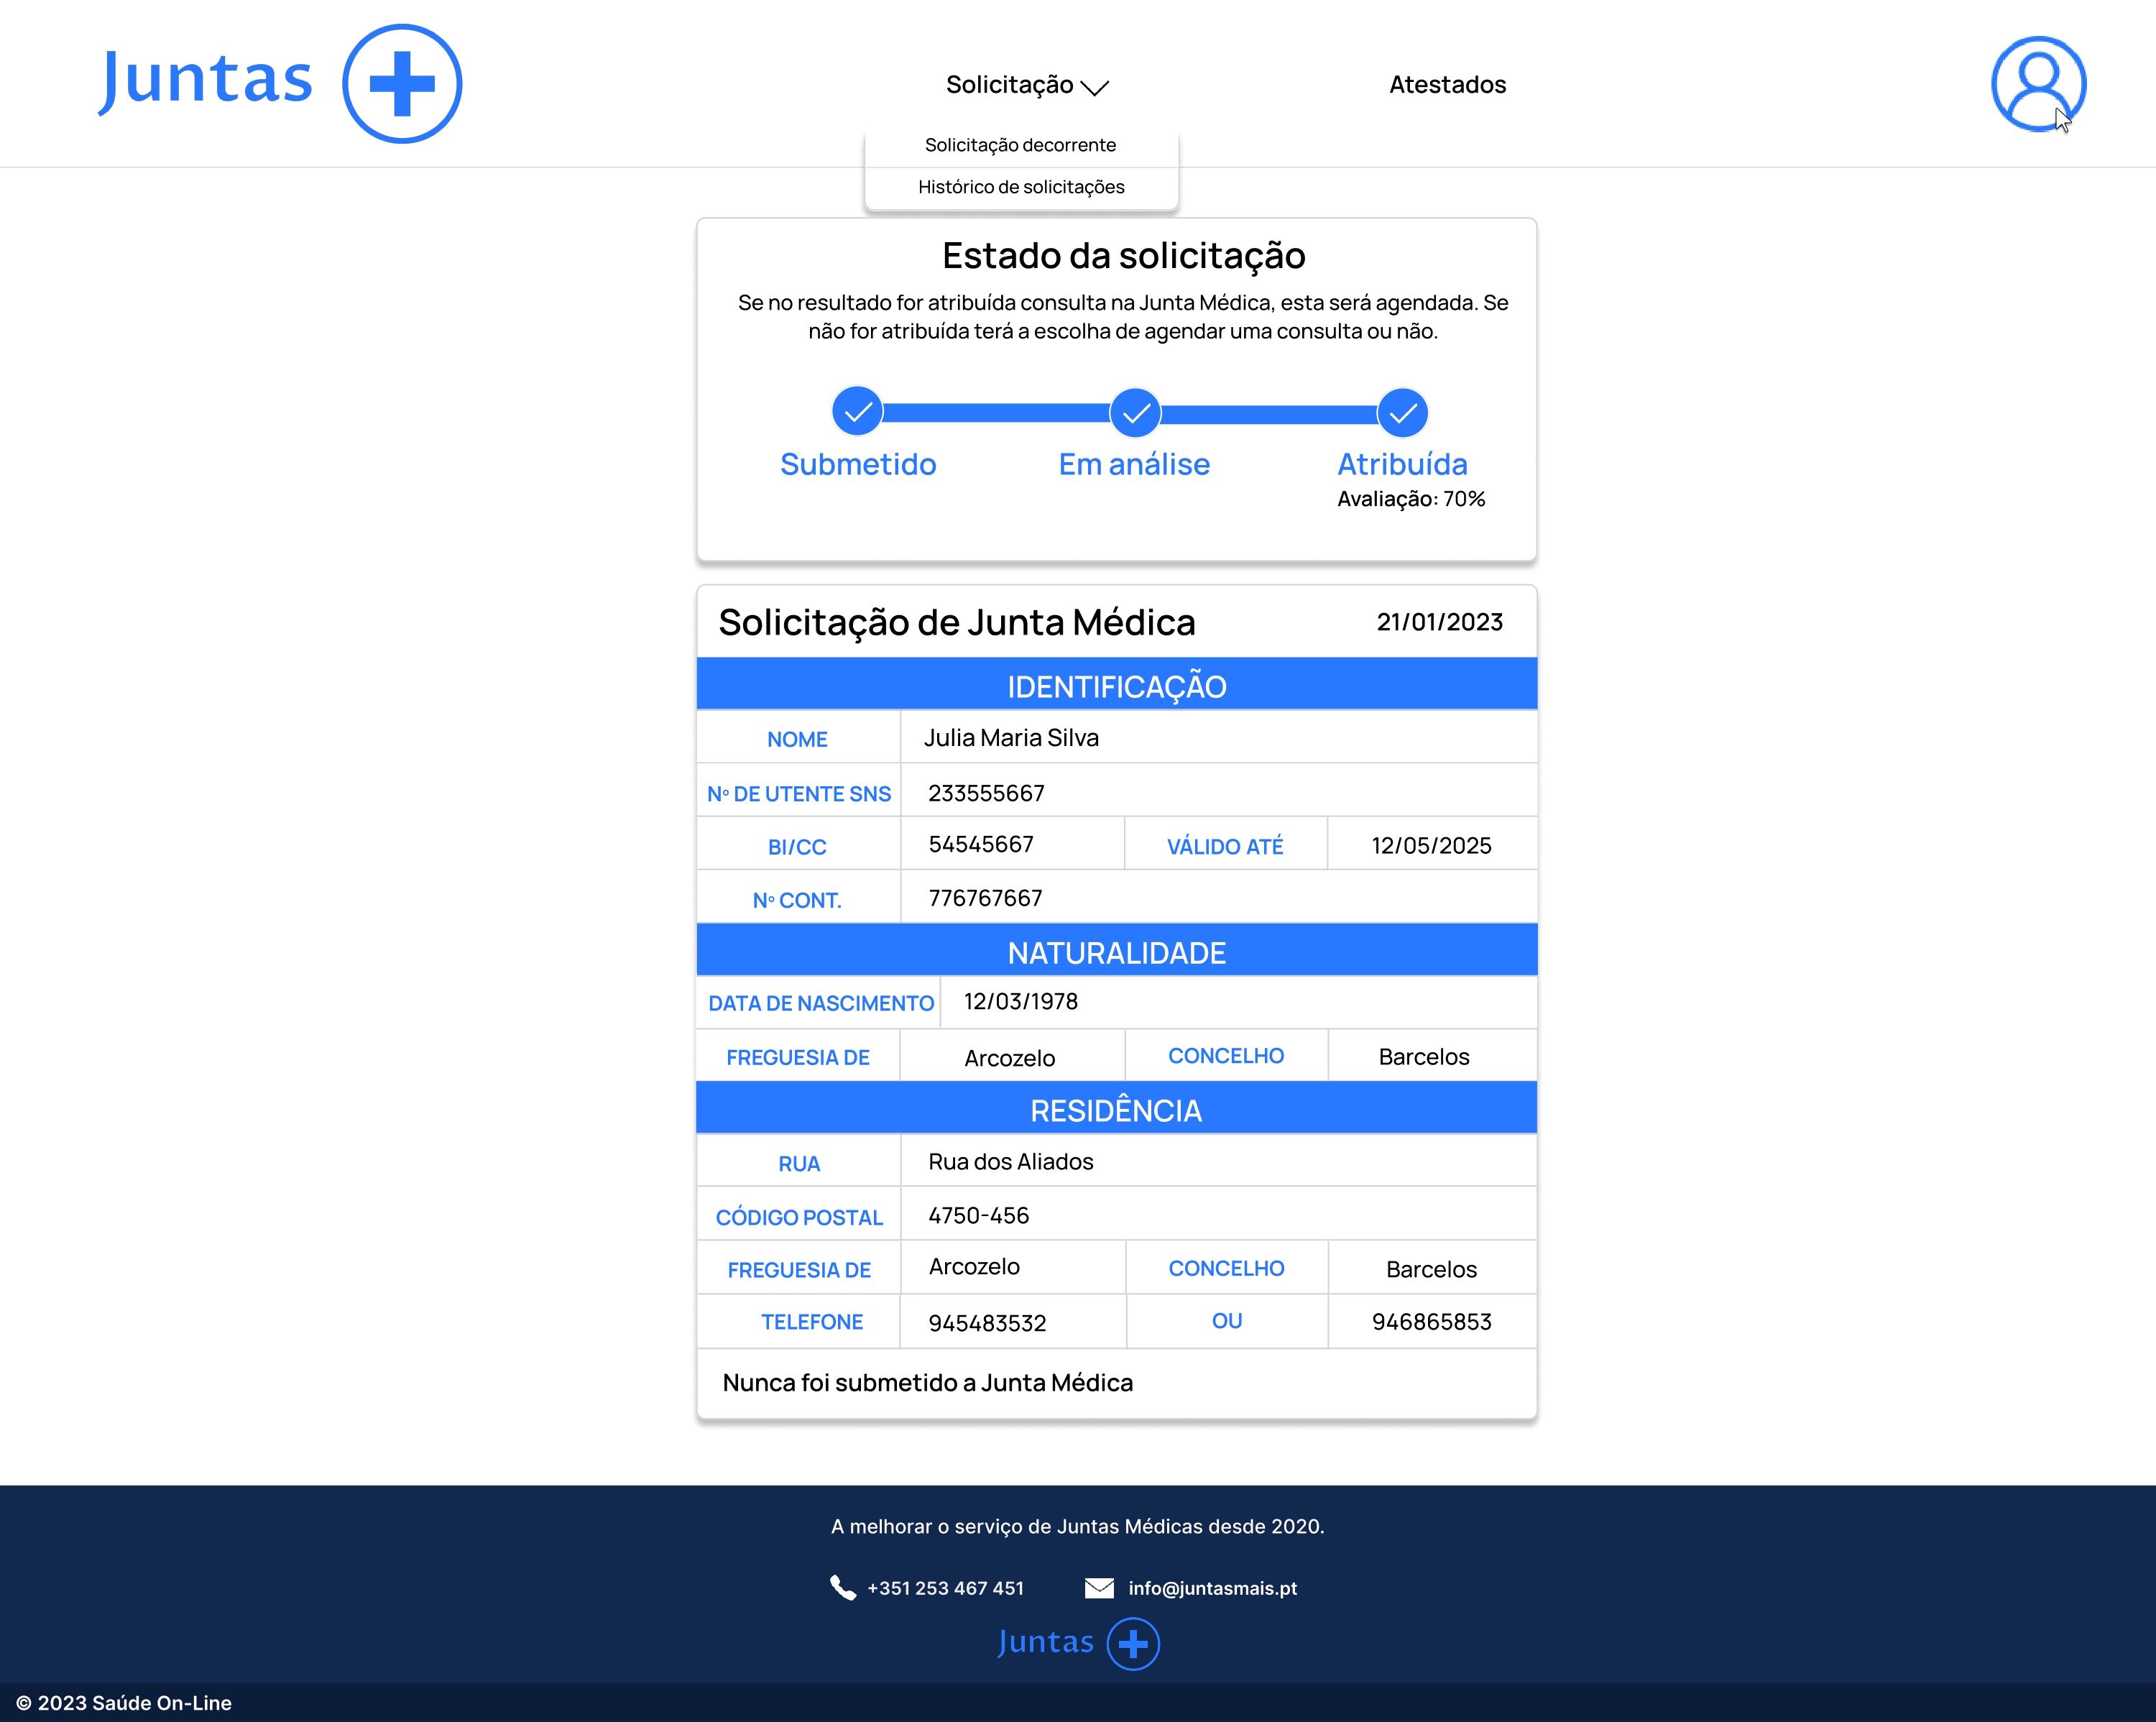 Juntas
Solicitação
Atestados
Solicitação decorrente
Histórico de solicitações
Estado da solicitação
Se no resultado for atribuída consulta na Junta Médica, esta será agendada. Se
não for atribuída terá a escolha de agendar uma consulta ou não.
Submetido
Em análise
Atribuída
Avaliação: 70%
Solicitação de Junta Médica
21/01/2023
IDENTIFICAÇÃO
NOME
Julia Maria Silva
Nº DE UTENTE SNS
233555667
BI/CC
54545667
VÁLIDO ATÉ
12/05/2025
Nº CONT.
776767667
NATURALIDADE
DATA DE NASCIMENTO
12/03/1978
FREGUESIA DE
Arcozelo
CONCELHO
Barcelos
RESIDÊNCIA
RUA
Rua dos Aliados
CÓDIGO POSTAL
4750-456
FREGUESIA DE
Arcozelo
CONCELHO
Barcelos
TELEFONE
945483532
OU
946865853
Nunca foi submetido a Junta Médica
A melhorar o serviço de Juntas Médicas desde 2020.
+351 253 467 451
info@juntasmais.pt
Juntas
© 2023 Saúde On-Line